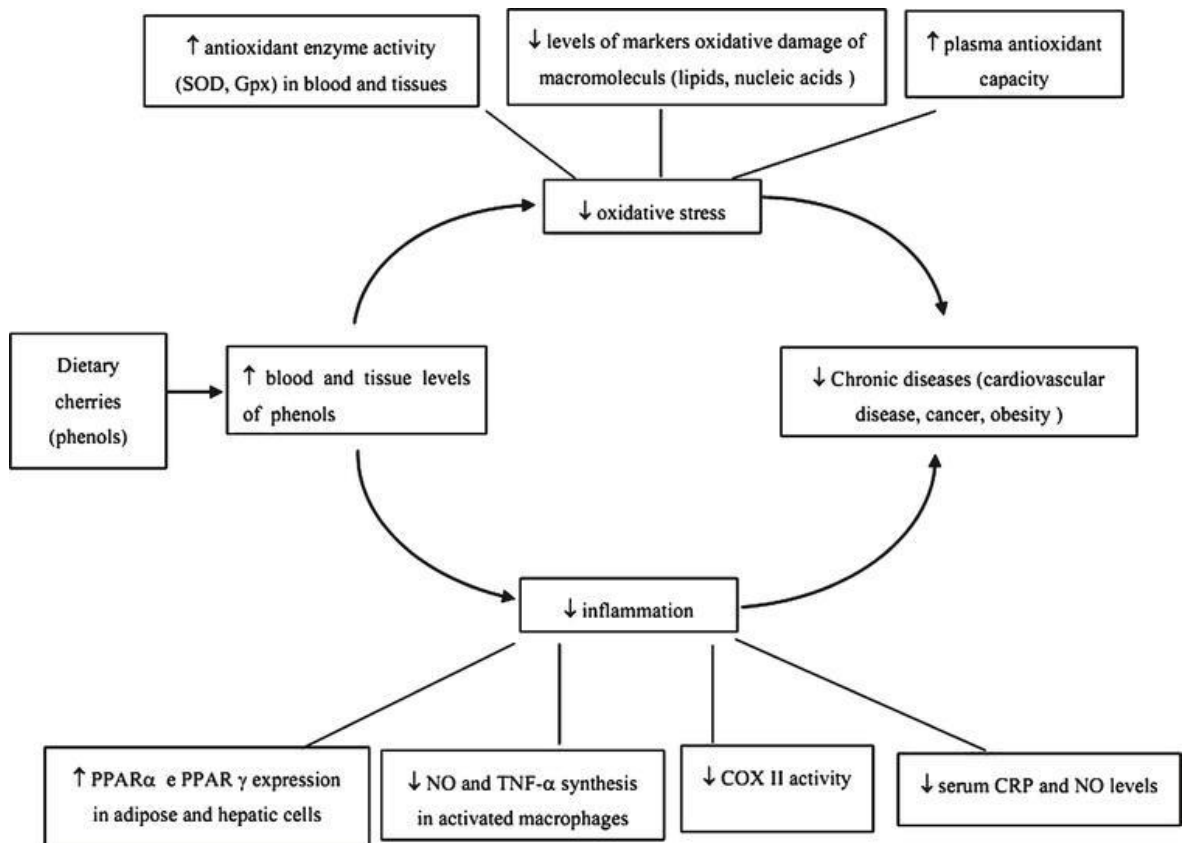 ↑ antioxidant enzyme activity
(SOD, Gpx) in blood and tissues
↓ levels of markers oxidative damage of
macromoleculs (lipids, nucleic acids )
↑ plasma antioxidant
capacity
↓ oxidative stress
Dietary
cherries
(phenols)
↑ blood and tissue levels
of phenols
↓ Chronic diseases (cardiovascular
disease, cancer, obesity )
↓ inflammation
↑ PPARα e PPAR γ expression
in adipose and hepatic cells
↓ NO and TNF-α synthesis
in activated macrophages
↓ COX II activity
↓ serum CRP and NO levels